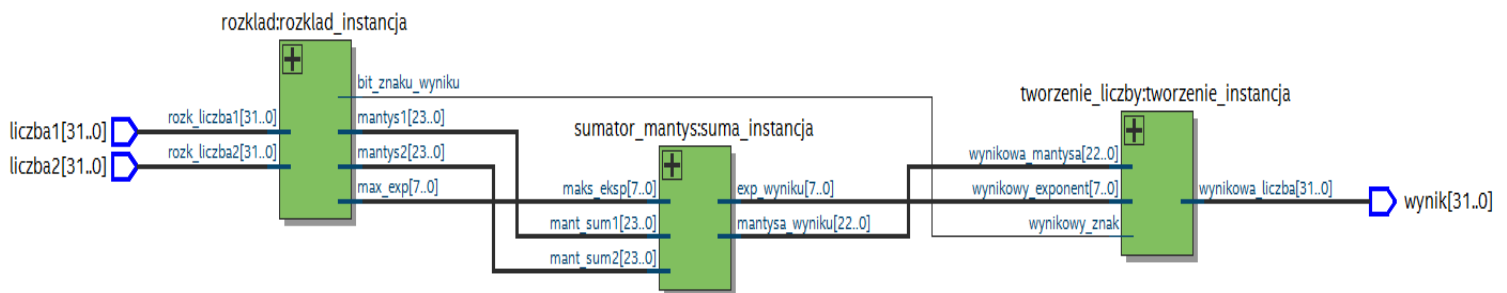 rozklad:rozklad_instancja
liczba1[31..0]
liczba2[31..0]
rozk_liczba1[31..0]
rozk_liczba2[31..0]
bit_znaku_wyniku
mantys1[23..0]
mantys2[23..0]
max_exp[7..0]
sumator_mantys:suma_instancja
maks_eksp[7..0]
mant_sum1[23..0]
mant_sum2[23..0]
exp_wyniku[7..0]
mantysa_wyniku[22..0]
tworzenie_liczby:tworzenie_instancja
wynikowa_mantysa[22..0]
wynikowy_exponent[7..0]
wynikowy_znak
wynikowa_liczba[31..0]
wynik[31..0]